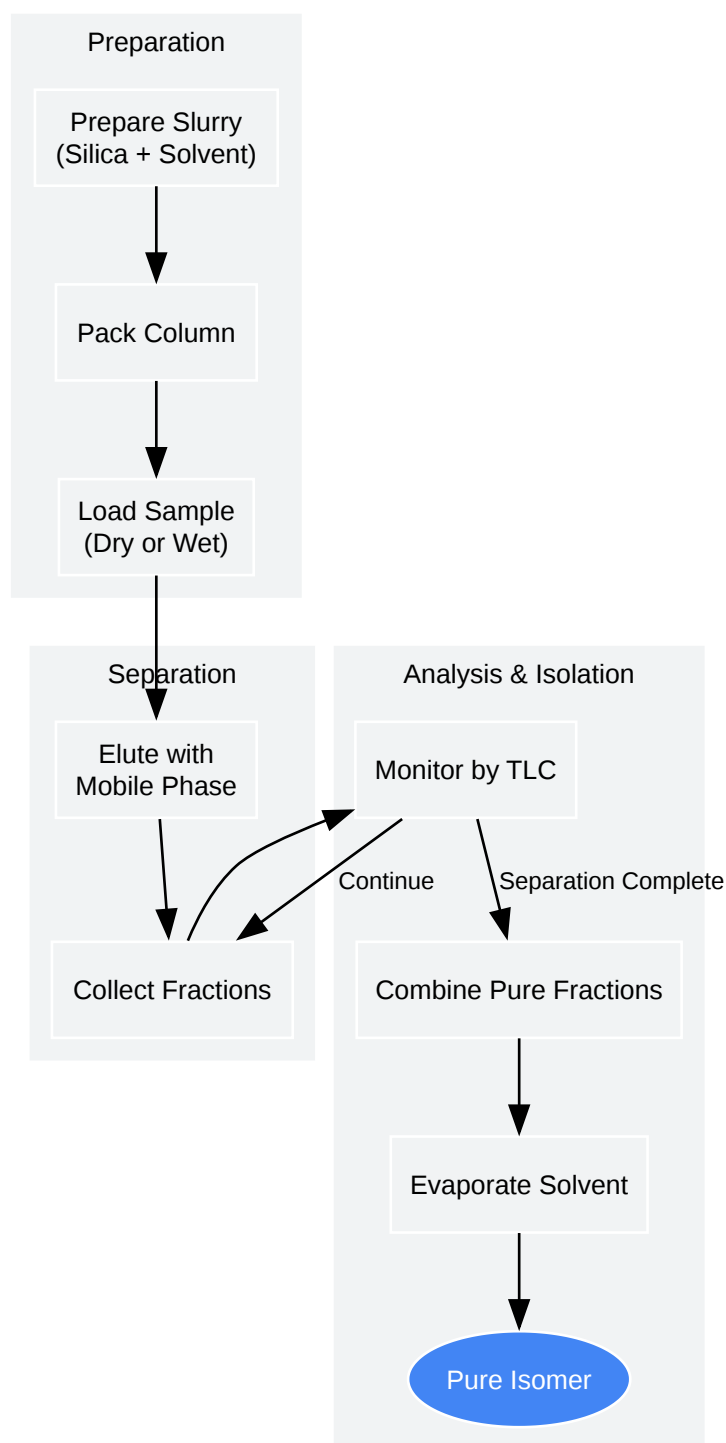 Preparation
Prepare Slurry
(Silica + Solvent)
Pack Column
Load Sample
(Dry or Wet)
Separation
Elute with
Mobile Phase
Collect Fractions
Analysis & Isolation
Monitor by TLC
Continue
Separation Complete
Combine Pure Fractions
Evaporate Solvent
Pure Isomer